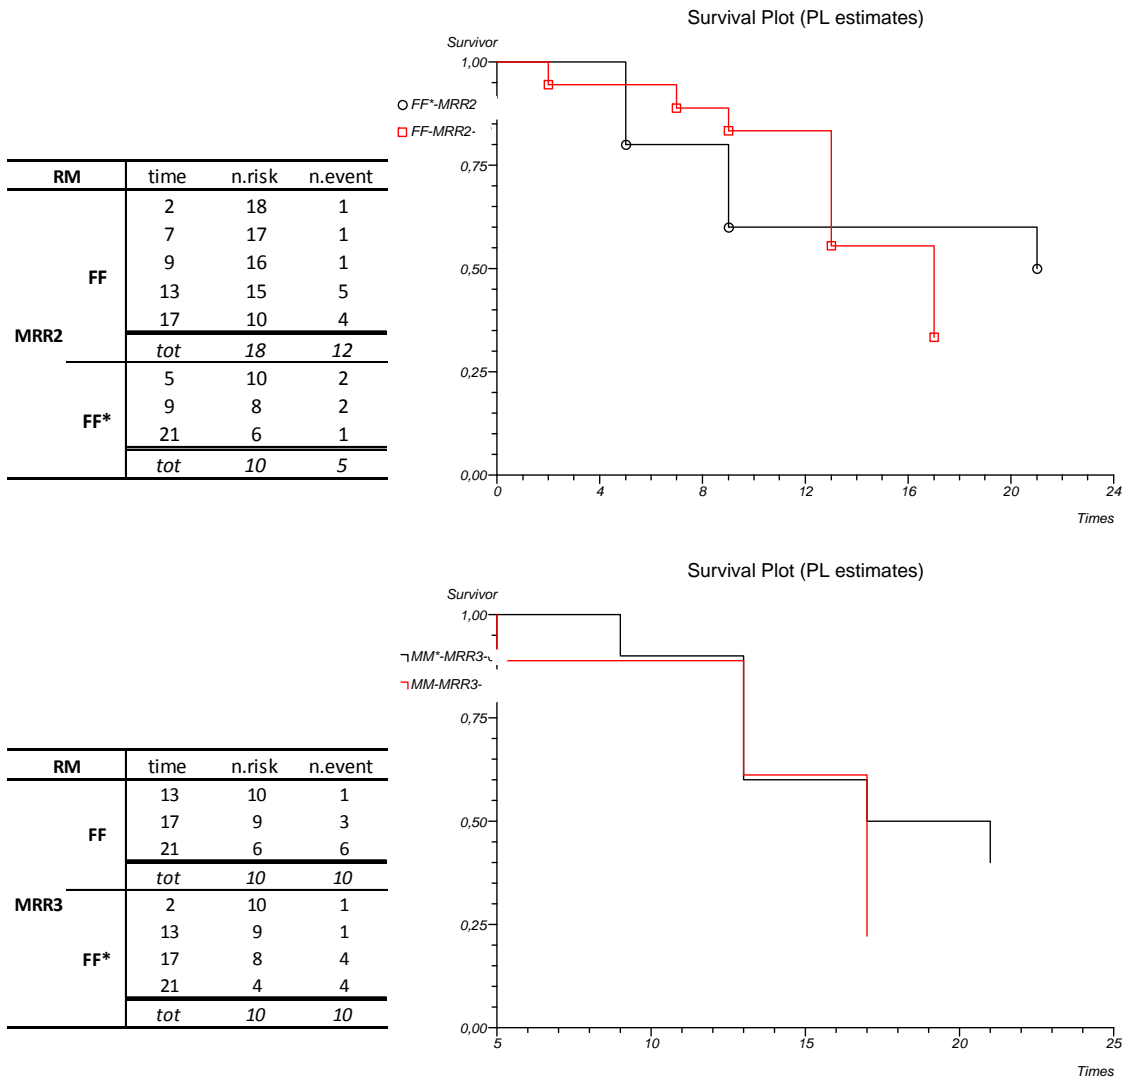 Survival Plot (PL estimates)
Survivor
1,00
FF*-MRR2
FF-MRR2-
0,75
0,50
0,25
0,00
0 4 8 12 16 20 24
Times
RM time n.risk n.event
MRR2
FF
2 18 1
7 17 1
9 16 1
13 15 5
17 10 4
tot 18 12
FF*
5 10 2
9 8 2
21 6 1
tot 10 5
Survival Plot (PL estimates)
Survivor
1,00
MM*-MRR3-
MM-MRR3-
0,75
0,50
0,25
0,00
5 10 15 20 25
Times
RM time n.risk n.event
MRR3
FF
13 10 1
17 9 3
21 6 6
tot 10 10
FF*
2 10 1
13 9 1
17 8 4
21 4 4
tot 10 10